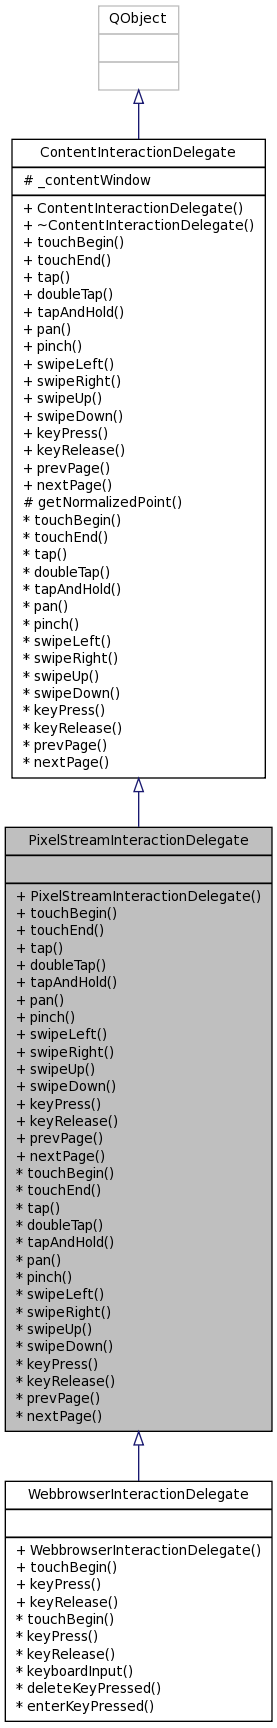 QObject
ContentInteractionDelegate
# _contentWindow
+ ContentInteractionDelegate()
+ ~ContentInteractionDelegate()
+ touchBegin()
+ touchEnd()
+ tap()
+ doubleTap()
+ tapAndHold()
+ pan()
+ pinch()
+ swipeLeft()
+ swipeRight()
+ swipeUp()
+ swipeDown()
+ keyPress()
+ keyRelease()
+ prevPage()
+ nextPage()
# getNormalizedPoint()
* touchBegin()
* touchEnd()
* tap()
* doubleTap()
* tapAndHold()
* pan()
* pinch()
* swipeLeft()
* swipeRight()
* swipeUp()
* swipeDown()
* keyPress()
* keyRelease()
* prevPage()
* nextPage()
PixelStreamInteractionDelegate
+ PixelStreamInteractionDelegate()
+ touchBegin()
+ touchEnd()
+ tap()
+ doubleTap()
+ tapAndHold()
+ pan()
+ pinch()
+ swipeLeft()
+ swipeRight()
+ swipeUp()
+ swipeDown()
+ keyPress()
+ keyRelease()
+ prevPage()
+ nextPage()
* touchBegin()
* touchEnd()
* tap()
* doubleTap()
* tapAndHold()
* pan()
* pinch()
* swipeLeft()
* swipeRight()
* swipeUp()
* swipeDown()
* keyPress()
* keyRelease()
* prevPage()
* nextPage()
WebbrowserInteractionDelegate
+ WebbrowserInteractionDelegate()
+ touchBegin()
+ keyPress()
+ keyRelease()
* touchBegin()
* keyPress()
* keyRelease()
* keyboardInput()
* deleteKeyPressed()
* enterKeyPressed()